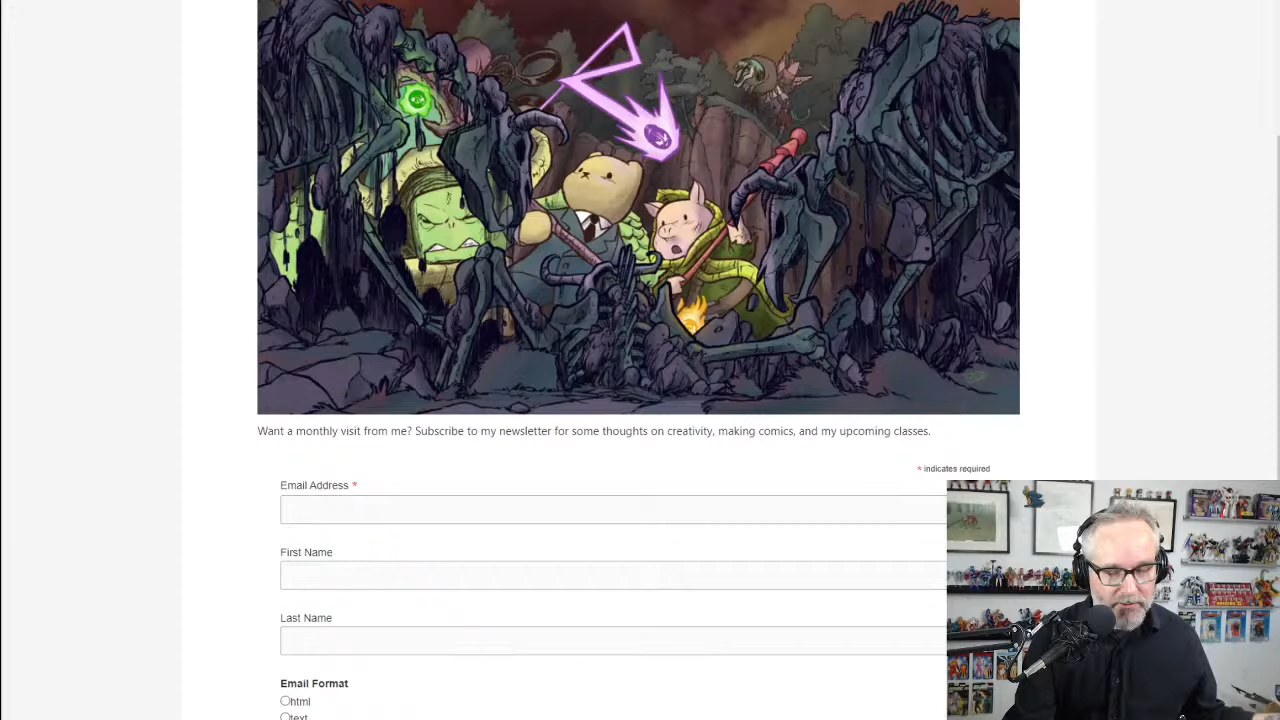 Want a monthly visit from me? Subscribe to my newsletter for some thoughts on creativity, making comics, and my upcoming classes.
* indicates required
Email Address *
First Name
Last Name
Email Format
html
text